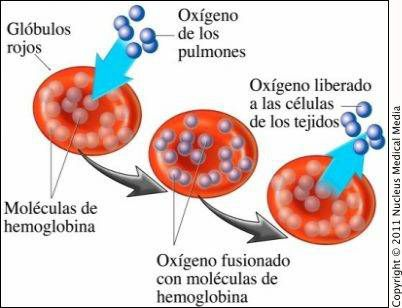 Glóbulos
rojos
Oxígeno
de los
pulmones
Oxígeno liberado
a las células
de los tejidos
Moléculas de
hemoglobina
Oxígeno fusionado
con moléculas de
hemoglobina
Copyright © 2011 Nucleus Medical Media